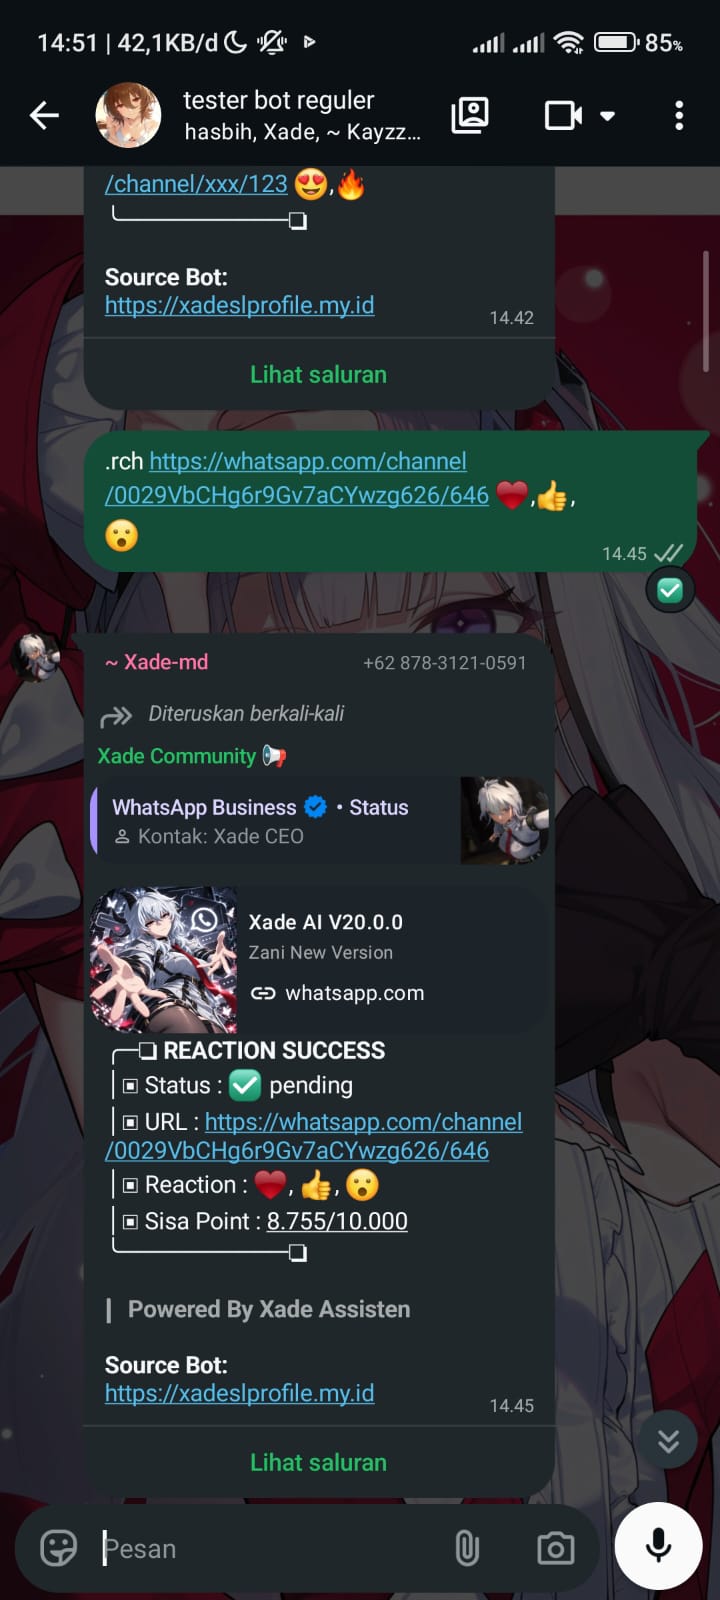 14:51 | 42,1KB/d
85%
tester bot reguler
hasbih, Xade, ~ Kayzz...
/channel/xxx/123 😍,🔥
╰───────────❏
Source Bot:
https://xadeslprofile.my.id
14.42
Lihat saluran
.rch https://whatsapp.com/channel
/0029VbCHg6r9Gv7aCYwzg626/646 ❤️,👍,
😮
14.45
✅
~ Xade-md
+62 878-3121-0591
Diteruskan berkali-kali
Xade Community 📢
WhatsApp Business • Status
Kontak: Xade CEO
Xade AI V20.0.0
Zani New Version
whatsapp.com
╭─❏ REACTION SUCCESS
│▣ Status : ✅ pending
│▣ URL : https://whatsapp.com/channel
/0029VbCHg6r9Gv7aCYwzg626/646
│▣ Reaction : ❤️, 👍, 😮
│▣ Sisa Point : 8.755/10.000
╰───────────❏
Powered By Xade Assisten
Source Bot:
https://xadeslprofile.my.id
14.45
Lihat saluran
Pesan